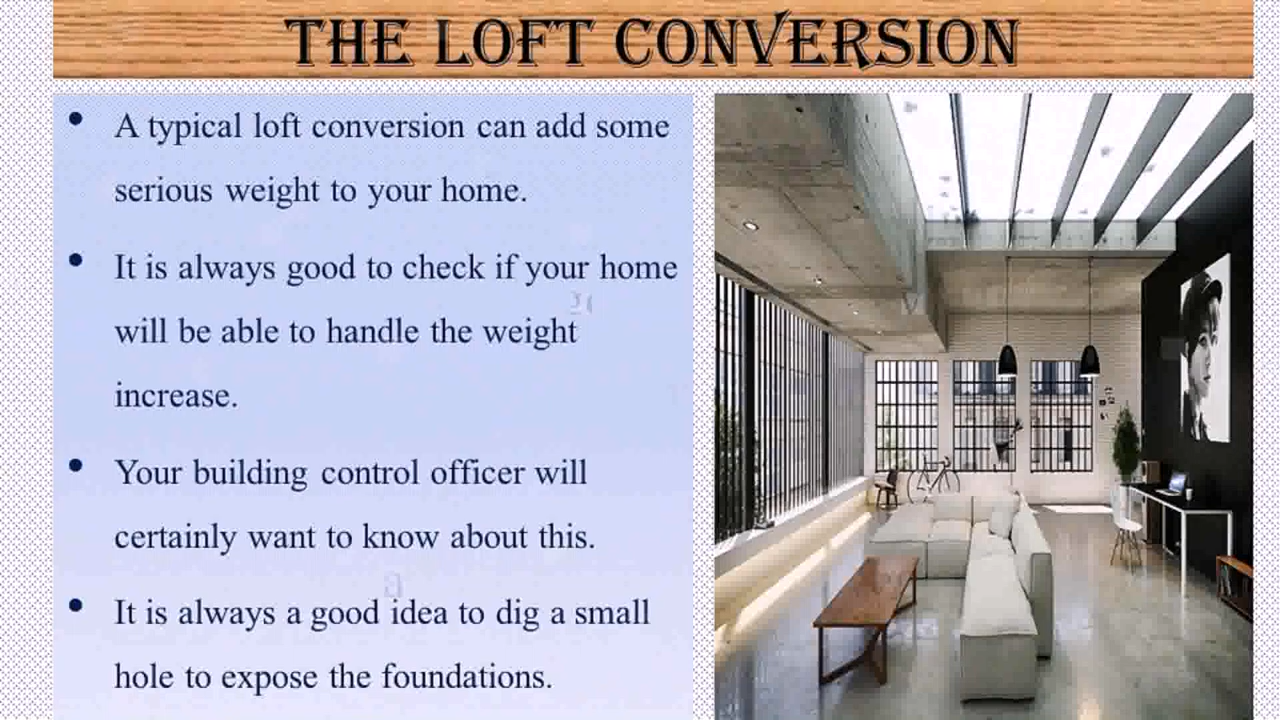 THE LOFT CONVERSION
• A typical loft conversion can add some
serious weight to your home.
• It is always good to check if your home
will be able to handle the weight
increase.
• Your building control officer will
certainly want to know about this.
• It is always a good idea to dig a small
hole to expose the foundations.